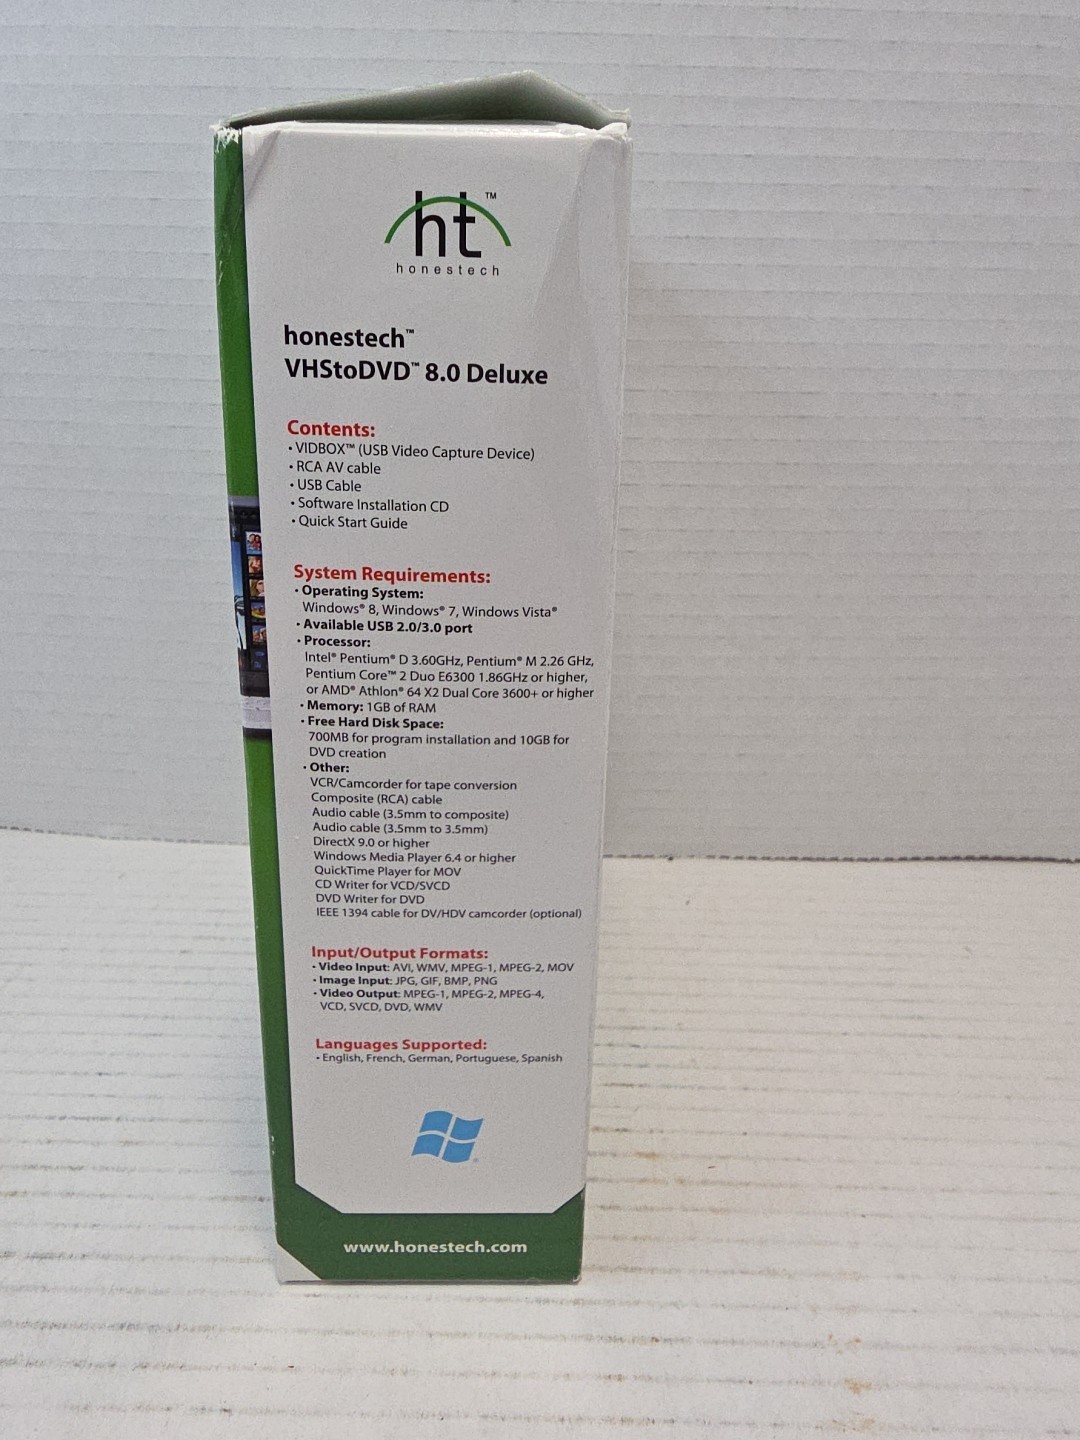 ht™
honestech
honestech™
VHStoDVD™ 8.0 Deluxe
Contents:
• VIDBOX™ (USB Video Capture Device)
• RCA AV cable
• USB Cable
• Software Installation CD
• Quick Start Guide
System Requirements:
• Operating System:
Windows® 8, Windows® 7, Windows Vista®
• Available USB 2.0/3.0 port
• Processor:
Intel® Pentium® D 3.60GHz, Pentium® M 2.26 GHz,
Pentium Core™ 2 Duo E6300 1.86GHz or higher,
or AMD® Athlon® 64 X2 Dual Core 3600+ or higher
• Memory: 1GB of RAM
• Free Hard Disk Space:
700MB for program installation and 10GB for
DVD creation
• Other:
VCR/Camcorder for tape conversion
Composite (RCA) cable
Audio cable (3.5mm to composite)
Audio cable (3.5mm to 3.5mm)
DirectX 9.0 or higher
Windows Media Player 6.4 or higher
QuickTime Player for MOV
CD Writer for VCD/SVCD
DVD Writer for DVD
IEEE 1394 cable for DV/HDV camcorder (optional)
Input/Output Formats:
• Video Input: AVI, WMV, MPEG-1, MPEG-2, MOV
• Image Input: JPG, GIF, BMP, PNG
• Video Output: MPEG-1, MPEG-2, MPEG-4,
VCD, SVCD, DVD, WMV
Languages Supported:
• English, French, German, Portuguese, Spanish
www.honestech.com